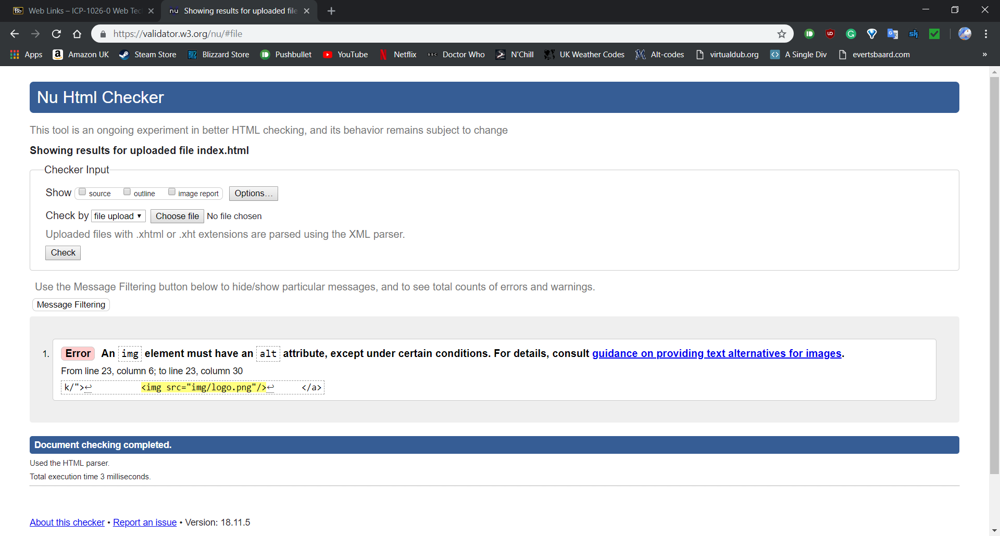 Web Links – ICP-1026-0 Web Tec
Showing results for uploaded file
https://validator.w3.org/nu/#file
Apps Amazon UK Steam Store Blizzard Store Pushbullet YouTube Netflix BBC Doctor Who N'Chill UK Weather Codes Alt-codes virtualdub.org A Single Div evertsbaard.com »
Nu Html Checker
This tool is an ongoing experiment in better HTML checking, and its behavior remains subject to change
Showing results for uploaded file index.html
Checker Input
Show source outline image report Options…
Check by file upload Choose file No file chosen
Uploaded files with .xhtml or .xht extensions are parsed using the XML parser.
Check
Use the Message Filtering button below to hide/show particular messages, and to see total counts of errors and warnings.
Message Filtering
1. Error An img element must have an alt attribute, except under certain conditions. For details, consult guidance on providing text alternatives for images.
From line 23, column 6; to line 23, column 30
k/">↩ <img src="img/logo.png"/>↩ </a>
Document checking completed.
Used the HTML parser.
Total execution time 3 milliseconds.
About this checker • Report an issue • Version: 18.11.5